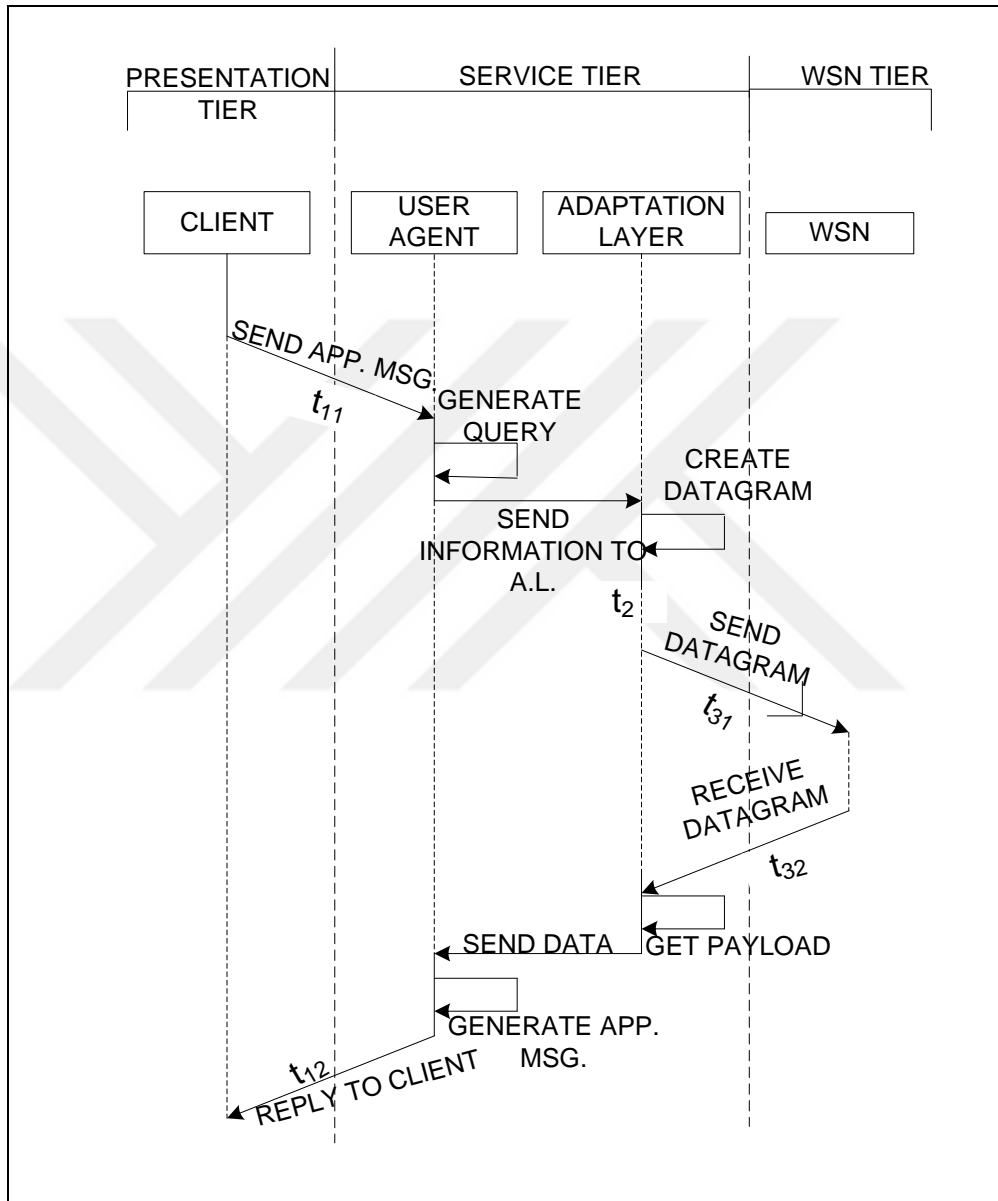 PRESENTATION
TIER
SERVICE TIER
WSN TIER
CLIENT
USER
AGENT
ADAPTATION
LAYER
WSN
SEND APP. MSG.
t11
GENERATE
QUERY
CREATE
DATAGRAM
SEND
INFORMATION TO
A.L.
t2
SEND
DATAGRAM
t31
RECEIVE
DATAGRAM
t32
SEND DATA
GET PAYLOAD
GENERATE APP.
MSG.
t12
REPLY TO CLIENT